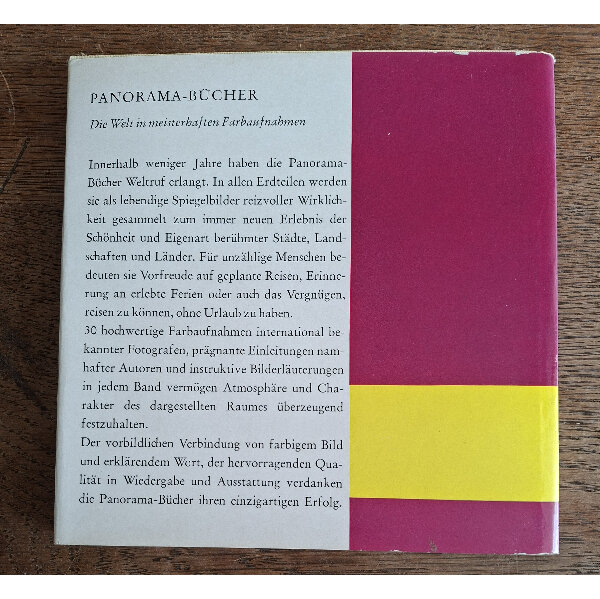 PANORAMA-BÜCHER
Die Welt in meisterhaften Farbaufnahmen
Innerhalb weniger Jahre haben die Panorama-
Bücher Weltruf erlangt. In allen Erdteilen werden
sie als lebendige Spiegelbilder reizvoller Wirklich-
keit gesammelt zum immer neuen Erlebnis der
Schönheit und Eigenart berühmter Städte, Land-
schaften und Länder. Für unzählige Menschen be-
deuten sie Vorfreude auf geplante Reisen, Erinne-
rung an erlebte Ferien oder auch das Vergnügen,
reisen zu können, ohne Urlaub zu haben.
30 hochwertige Farbaufnahmen international be-
kannter Fotografen, prägnante Einleitungen nam-
hafter Autoren und instruktive Bilderläuterungen
in jedem Band vermögen Atmosphäre und Cha-
rakter des dargestellten Raumes überzeugend
festzuhalten.
Der vorbildlichen Verbindung von farbigem Bild
und erklärendem Wort, der hervorragenden Qua-
lität in Wiedergabe und Ausstattung verdanken
die Panorama-Bücher ihren einzigartigen Erfolg.